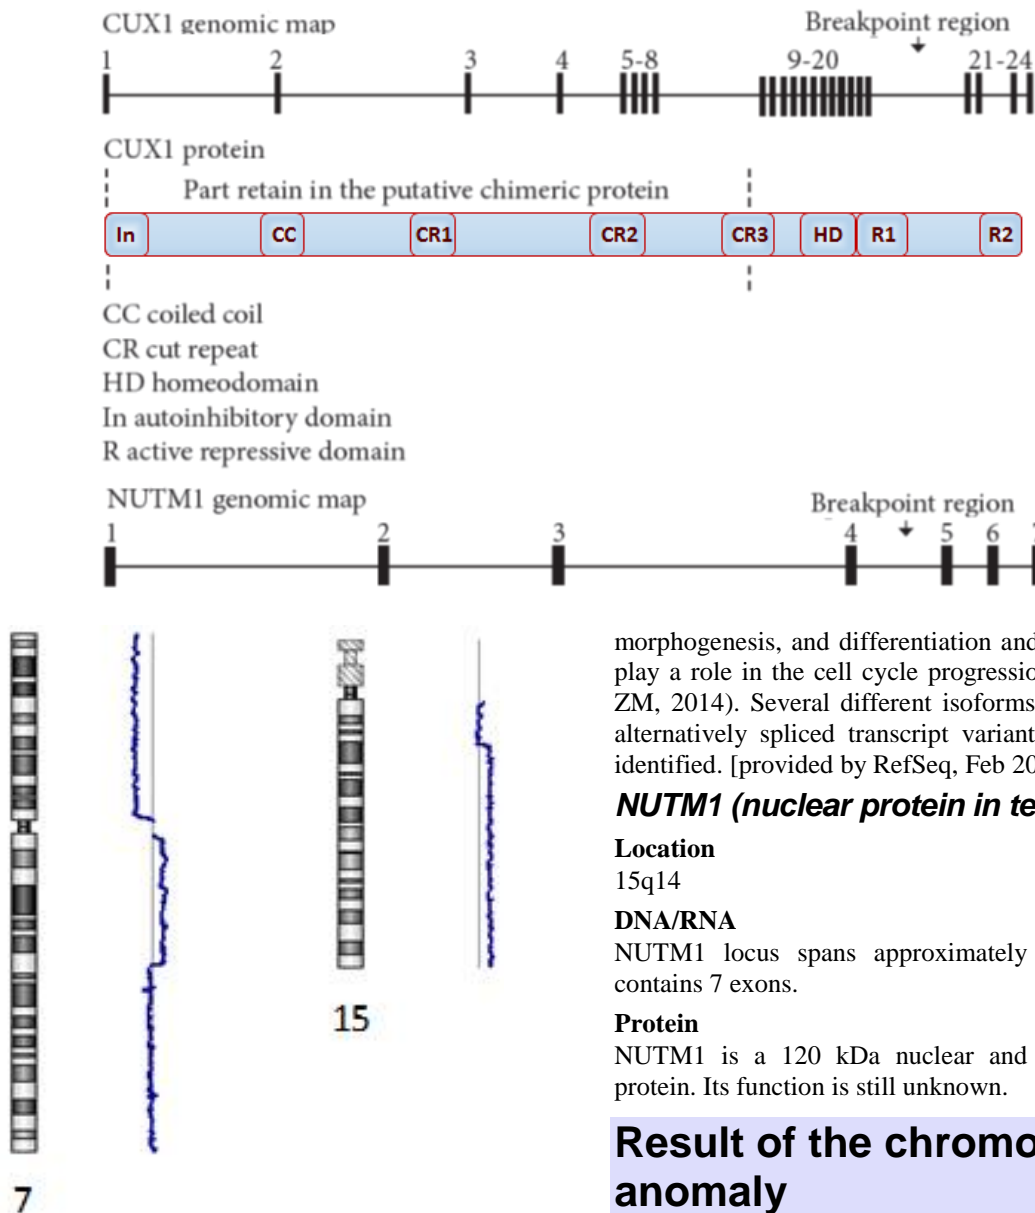 CUX1 genomic map Breakpoint region
1 2 3 4 5-8 9-20 21-24
CUX1 protein
Part retain in the putative chimeric protein
In CC CR1 CR2 CR3 HD R1 R2
CC coiled coil
CR cut repeat
HD homeodomain
In autoinhibitory domain
R active repressive domain
NUTM1 genomic map Breakpoint region
1 2 3 4 5 6
7
15
morphogenesis, and differentiation and
play a role in the cell cycle progressio
ZM, 2014). Several different isoforms
alternatively spliced transcript variant
identified. [provided by RefSeq, Feb 20
NUTM1 (nuclear protein in te
Location
15q14
DNA/RNA
NUTM1 locus spans approximately
contains 7 exons.
Protein
NUTM1 is a 120 kDa nuclear and
protein. Its function is still unknown.
Result of the chromo
anomaly